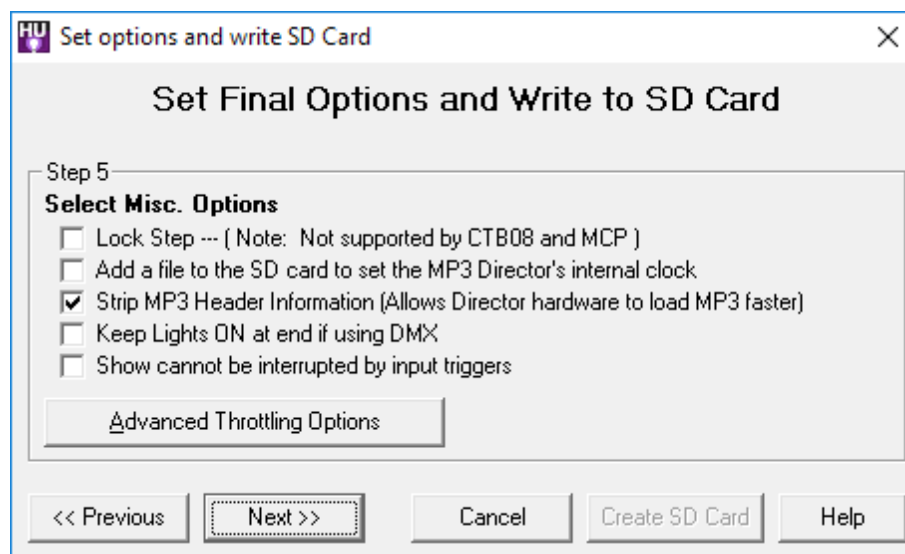 HU Set options and write SD Card
Set Final Options and Write to SD Card
Step 5
Select Misc. Options
Lock Step --- ( Note: Not supported by CTB08 and MCP )
Add a file to the SD card to set the MP3 Director's internal clock
Strip MP3 Header Information (Allows Director hardware to load MP3 faster)
Keep Lights ON at end if using DMX
Show cannot be interrupted by input triggers
Advanced Throttling Options
<< Previous Next >> Cancel Create SD Card Help